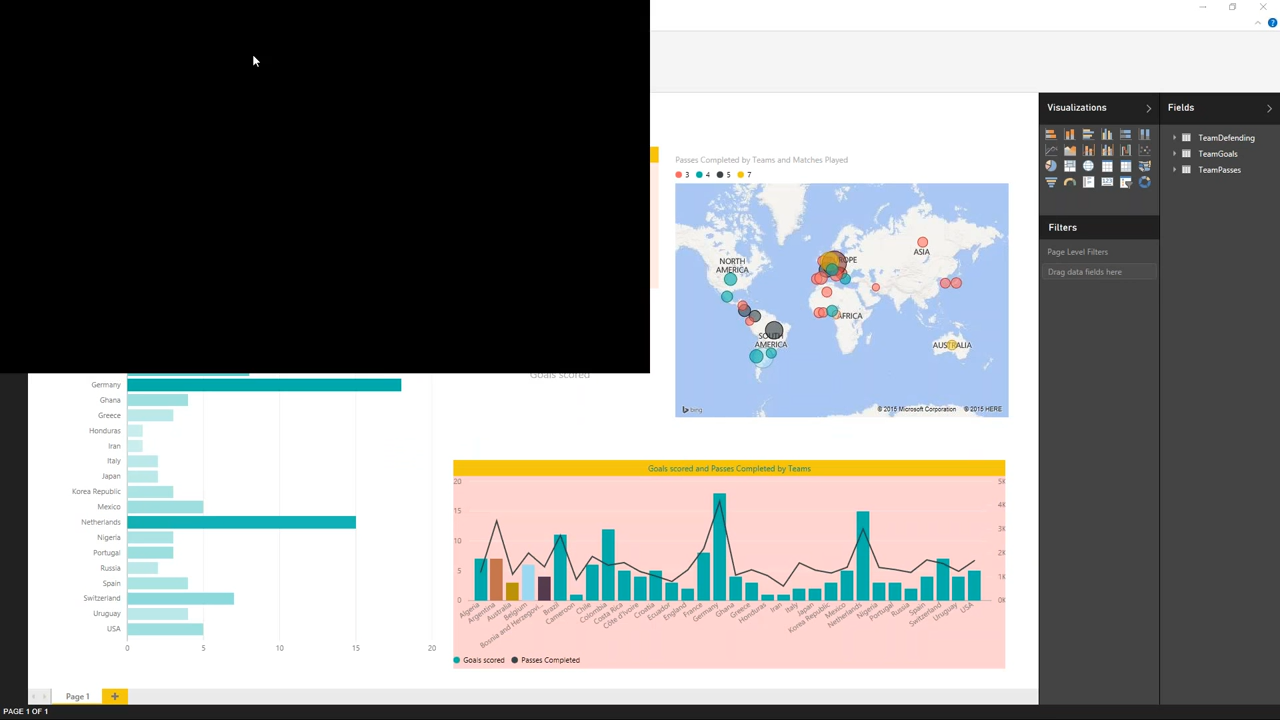 ?
Visualizations
Fields
TeamDefending
TeamGoals
TeamPasses
Filters
Page Level Filters
Drag data fields here
Passes Completed by Teams and Matches Played
3 4 5 7
NORTH AMERICA
ASIA
AFRICA
SOUTH AMERICA
AUSTRALIA
bing
© 2015 Microsoft Corporation © 2015 HERE
Goals scored
Germany
Ghana
Greece
Honduras
Iran
Italy
Japan
Korea Republic
Mexico
Netherlands
Nigeria
Portugal
Russia
Spain
Switzerland
Uruguay
USA
0 5 10 15 20
Goals scored and Passes Completed by Teams
20 5K
15 4K
3K
10 2K
5 1K
0 0K
Algeria Argentina Australia Belgium Bosnia and Herzegov... Brazil Cameroon Chile Colombia Costa Rica Côte d'Ivoire Croatia Ecuador England France Germany Ghana Greece Honduras Iran Italy Japan Korea Republic Mexico Netherlands Nigeria Portugal Russia Spain Switzerland Uruguay USA
Goals scored Passes Completed
Page 1 +
PAGE 1 OF 1